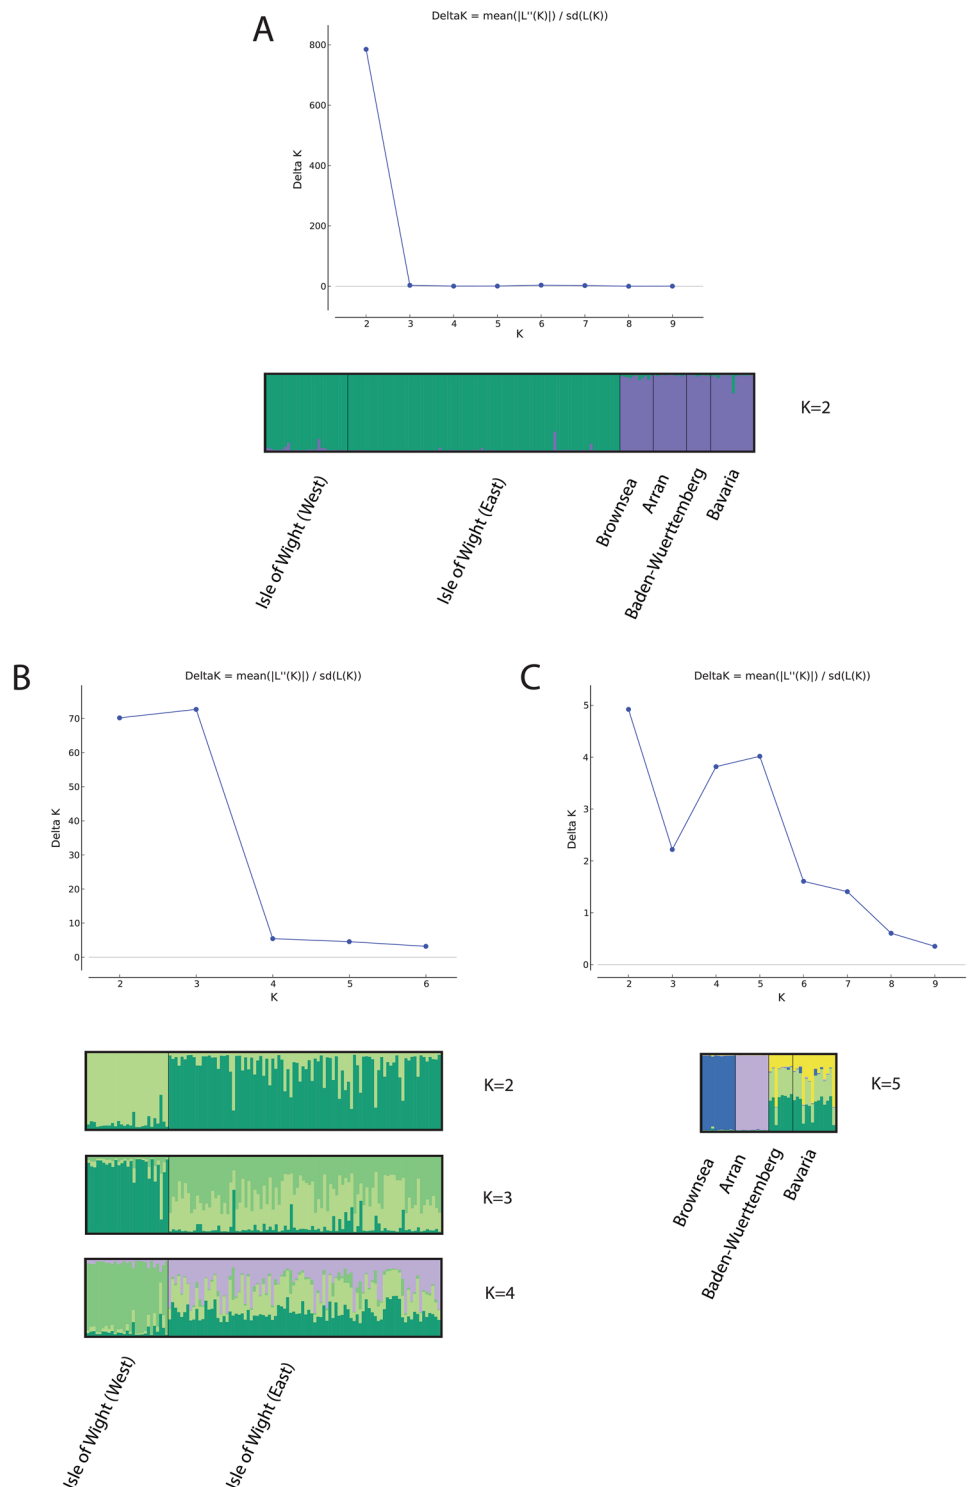 A
DeltaK = mean(|L''(K)|) / sd(L(K))
800
600
400
200
0
Delta K
2 3 4 5 6 7 8 9
K
K=2
Isle of Wight (West)
Isle of Wight (East)
Brownsea
Arran
Baden-Wuerttemberg
Bavaria
B
DeltaK = mean(|L''(K)|) / sd(L(K))
70
60
50
40
30
20
10
0
Delta K
2 3 4 5 6
K
K=2
K=3
K=4
Isle of Wight (West)
Isle of Wight (East)
C
DeltaK = mean(|L''(K)|) / sd(L(K))
5
4
3
2
1
0
Delta K
2 3 4 5 6 7 8 9
K
K=5
Brownsea
Arran
Baden-Wuerttemberg
Bavaria